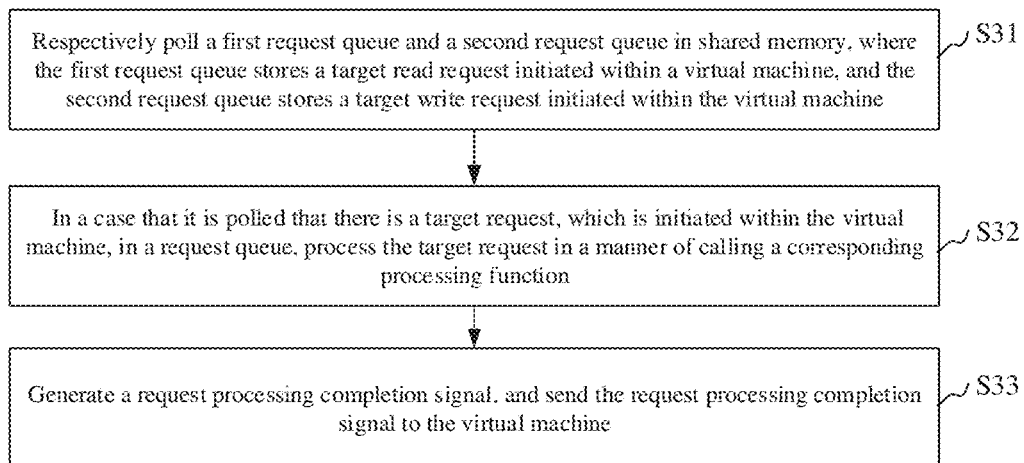 Respectively poll a first request queue and a second request queue in shared memory, where
the first request queue stores a target read request initiated within a virtual machine, and the
second request queue stores a target write request initiated within the virtual machine
S31
In a case that it is polled that there is a target request, which is initiated within the virtual
machine, in a request queue, process the target request in a manner of calling a corresponding
processing function
S32
Generate a request processing completion signal, and send the request processing completion
signal to the virtual machine
S33